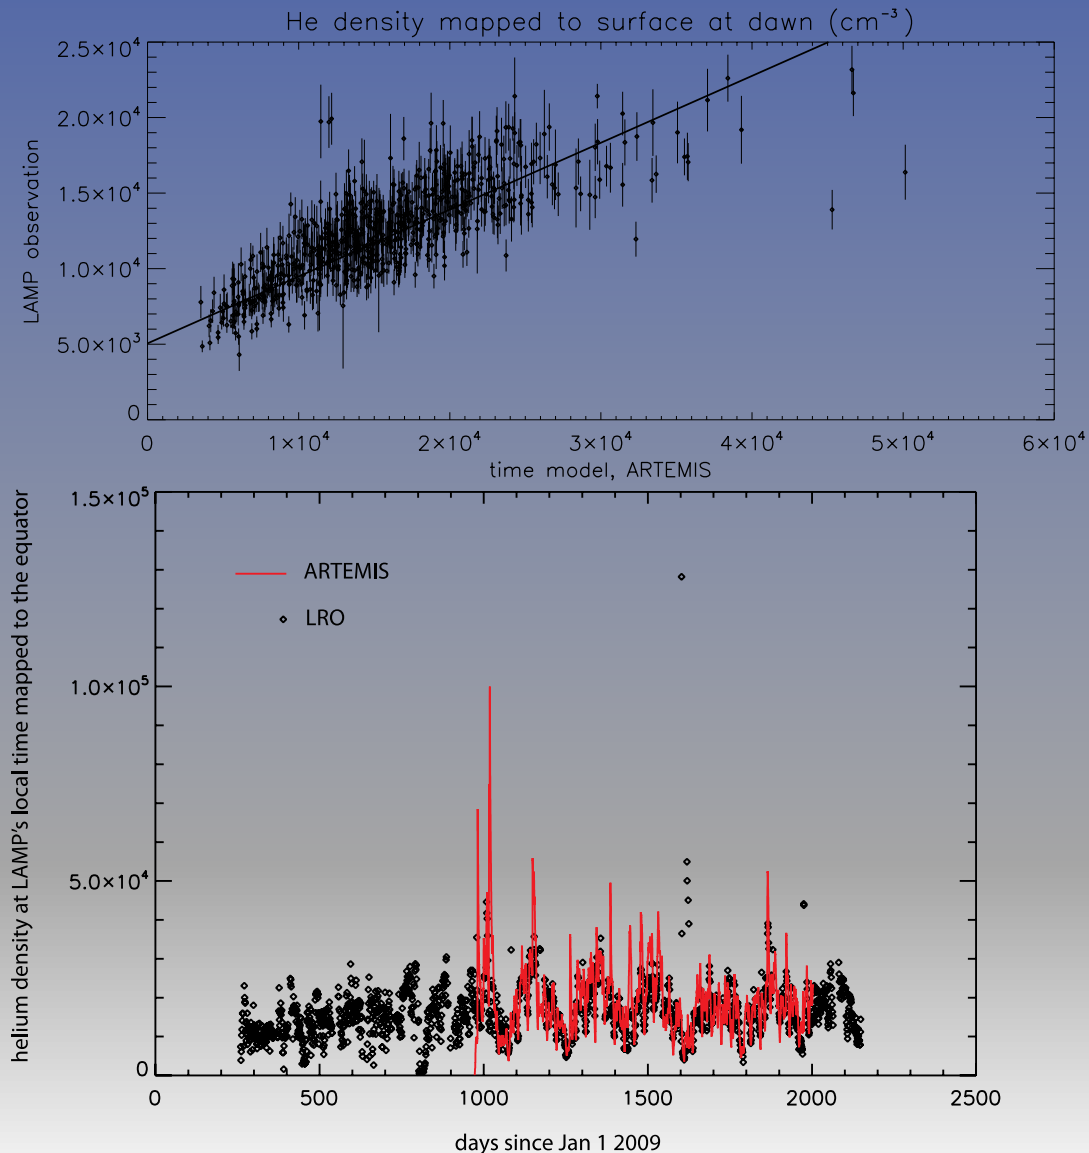 He density mapped to surface at dawn (cm⁻³)
2.5×10⁴
2.0×10⁴
1.5×10⁴
1.0×10⁴
5.0×10³
0
LAMP observation
0 1×10⁴ 2×10⁴ 3×10⁴ 4×10⁴ 5×10⁴ 6×10⁴
time model, ARTEMIS
1.5×10⁵
1.0×10⁵
5.0×10⁴
0
helium density at LAMP's local time mapped to the equator
ARTEMIS
LRO
0 500 1000 1500 2000 2500
days since Jan 1 2009